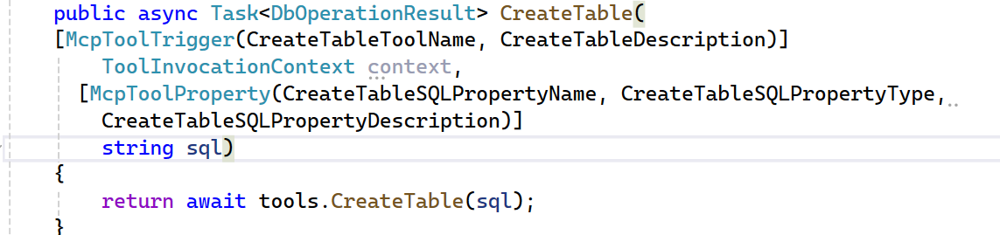 public async Task<DbOperationResult> CreateTable(
[McpToolTrigger(CreateTableToolName, CreateTableDescription)]
ToolInvocationContext context,
[McpToolProperty(CreateTableSQLPropertyName, CreateTableSQLPropertyType,
CreateTableSQLPropertyDescription)]
string sql)
{
return await tools.CreateTable(sql);
}